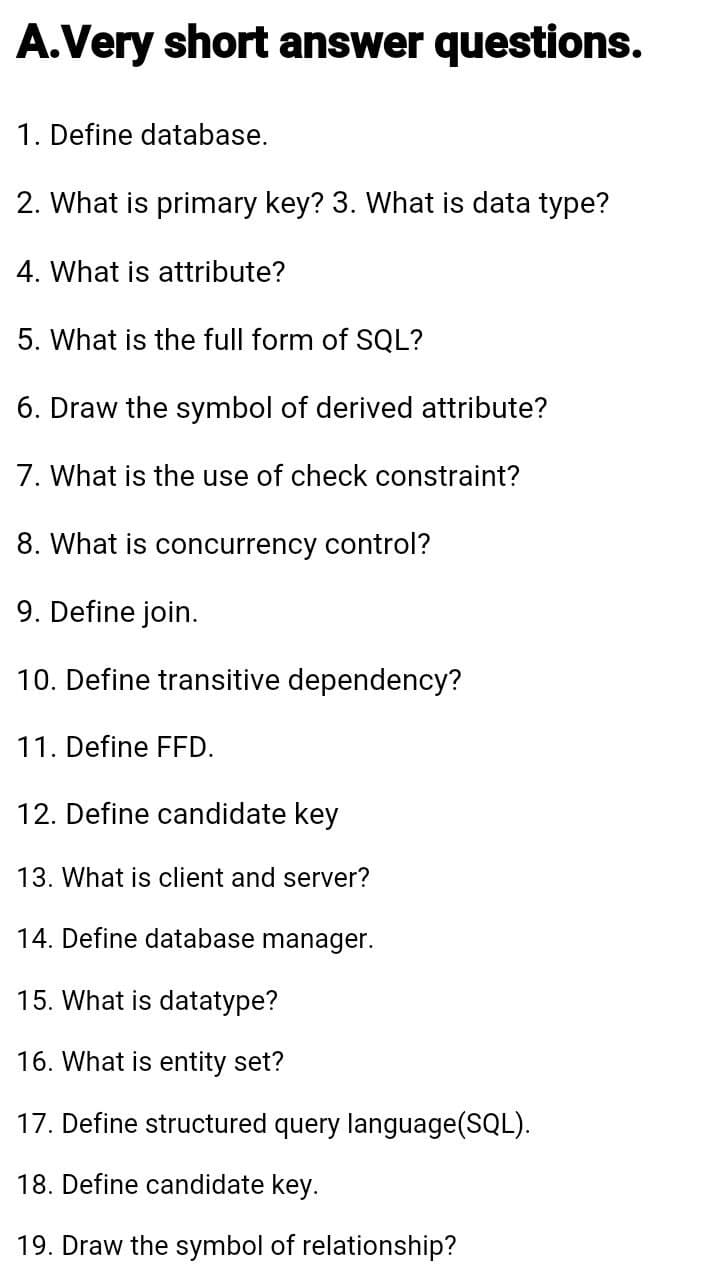 A.Very short answer questions.
1. Define database.
2. What is primary key? 3. What is data type?
4. What is attribute?
5. What is the full form of SQL?
6. Draw the symbol of derived attribute?
7. What is the use of check constraint?
8. What is concurrency control?
9. Define join.
10. Define transitive dependency?
11. Define FFD.
12. Define candidate key
13. What is client and server?
14. Define database manager.
15. What is datatype?
16. What is entity set?
17. Define structured query language(SQL).
18. Define candidate key.
19. Draw the symbol of relationship?